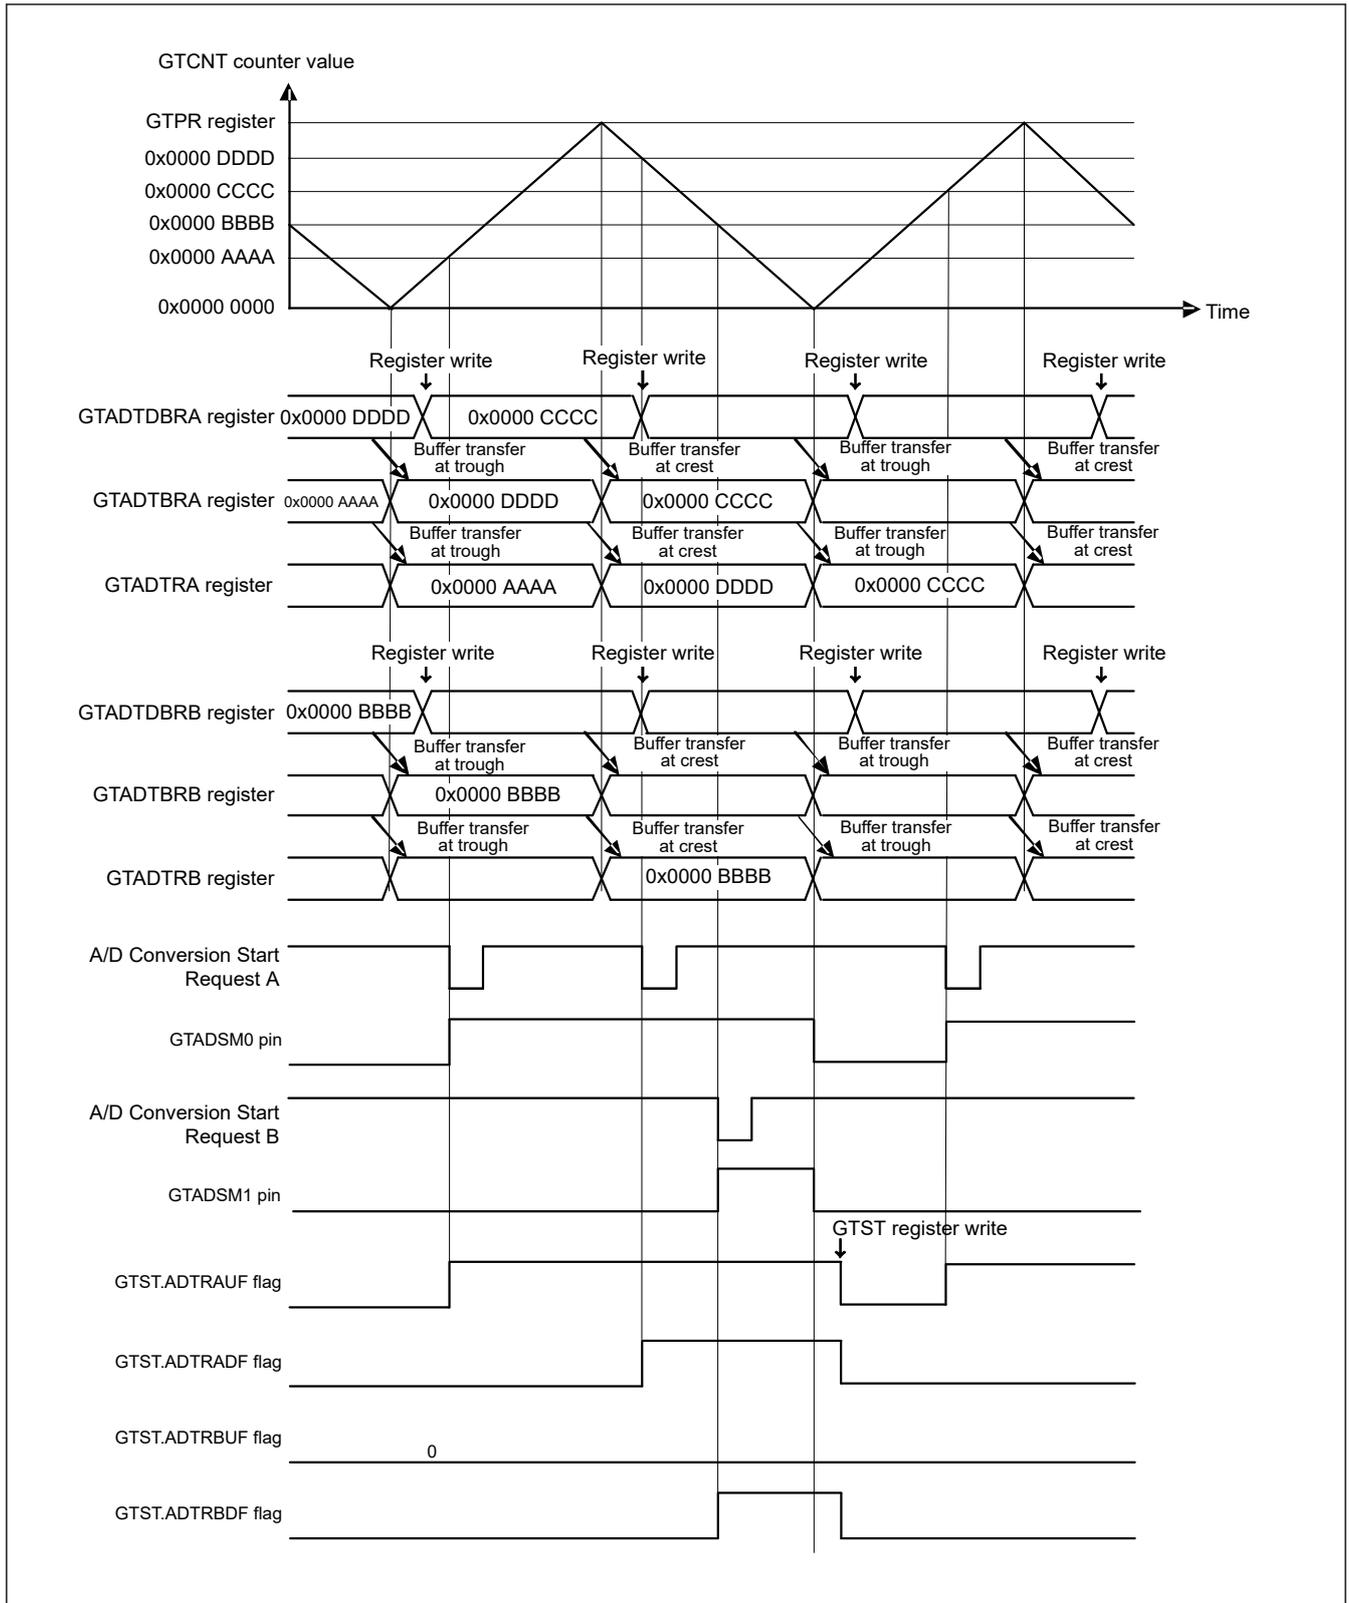 GTCNT counter value
GTPR register
0x0000 DDDD
0x0000 CCCC
0x0000 BBBB
0x0000 AAAA
0x0000 0000
Time
Register write Register write Register write Register write
GTADTDBRA register 0x0000 DDDD 0x0000 CCCC
Buffer transfer Buffer transfer Buffer transfer Buffer transfer
at trough at crest at trough at crest
GTADTBRA register 0x0000 AAAA 0x0000 DDDD 0x0000 CCCC
Buffer transfer Buffer transfer Buffer transfer Buffer transfer
at trough at crest at trough at crest
GTADTRA register 0x0000 AAAA 0x0000 DDDD 0x0000 CCCC
Register write Register write Register write Register write
GTADTDBRB register 0x0000 BBBB
Buffer transfer Buffer transfer Buffer transfer Buffer transfer
at trough at crest at trough at crest
GTADTBRB register 0x0000 BBBB
Buffer transfer Buffer transfer Buffer transfer Buffer transfer
at trough at crest at trough at crest
GTADTRB register 0x0000 BBBB
A/D Conversion Start
Request A
GTADSM0 pin
A/D Conversion Start
Request B
GTADSM1 pin
GTST register write
GTST.ADTRAUF flag
GTST.ADTRADF flag
GTST.ADTRBUF flag
0
GTST.ADTRBDF flag